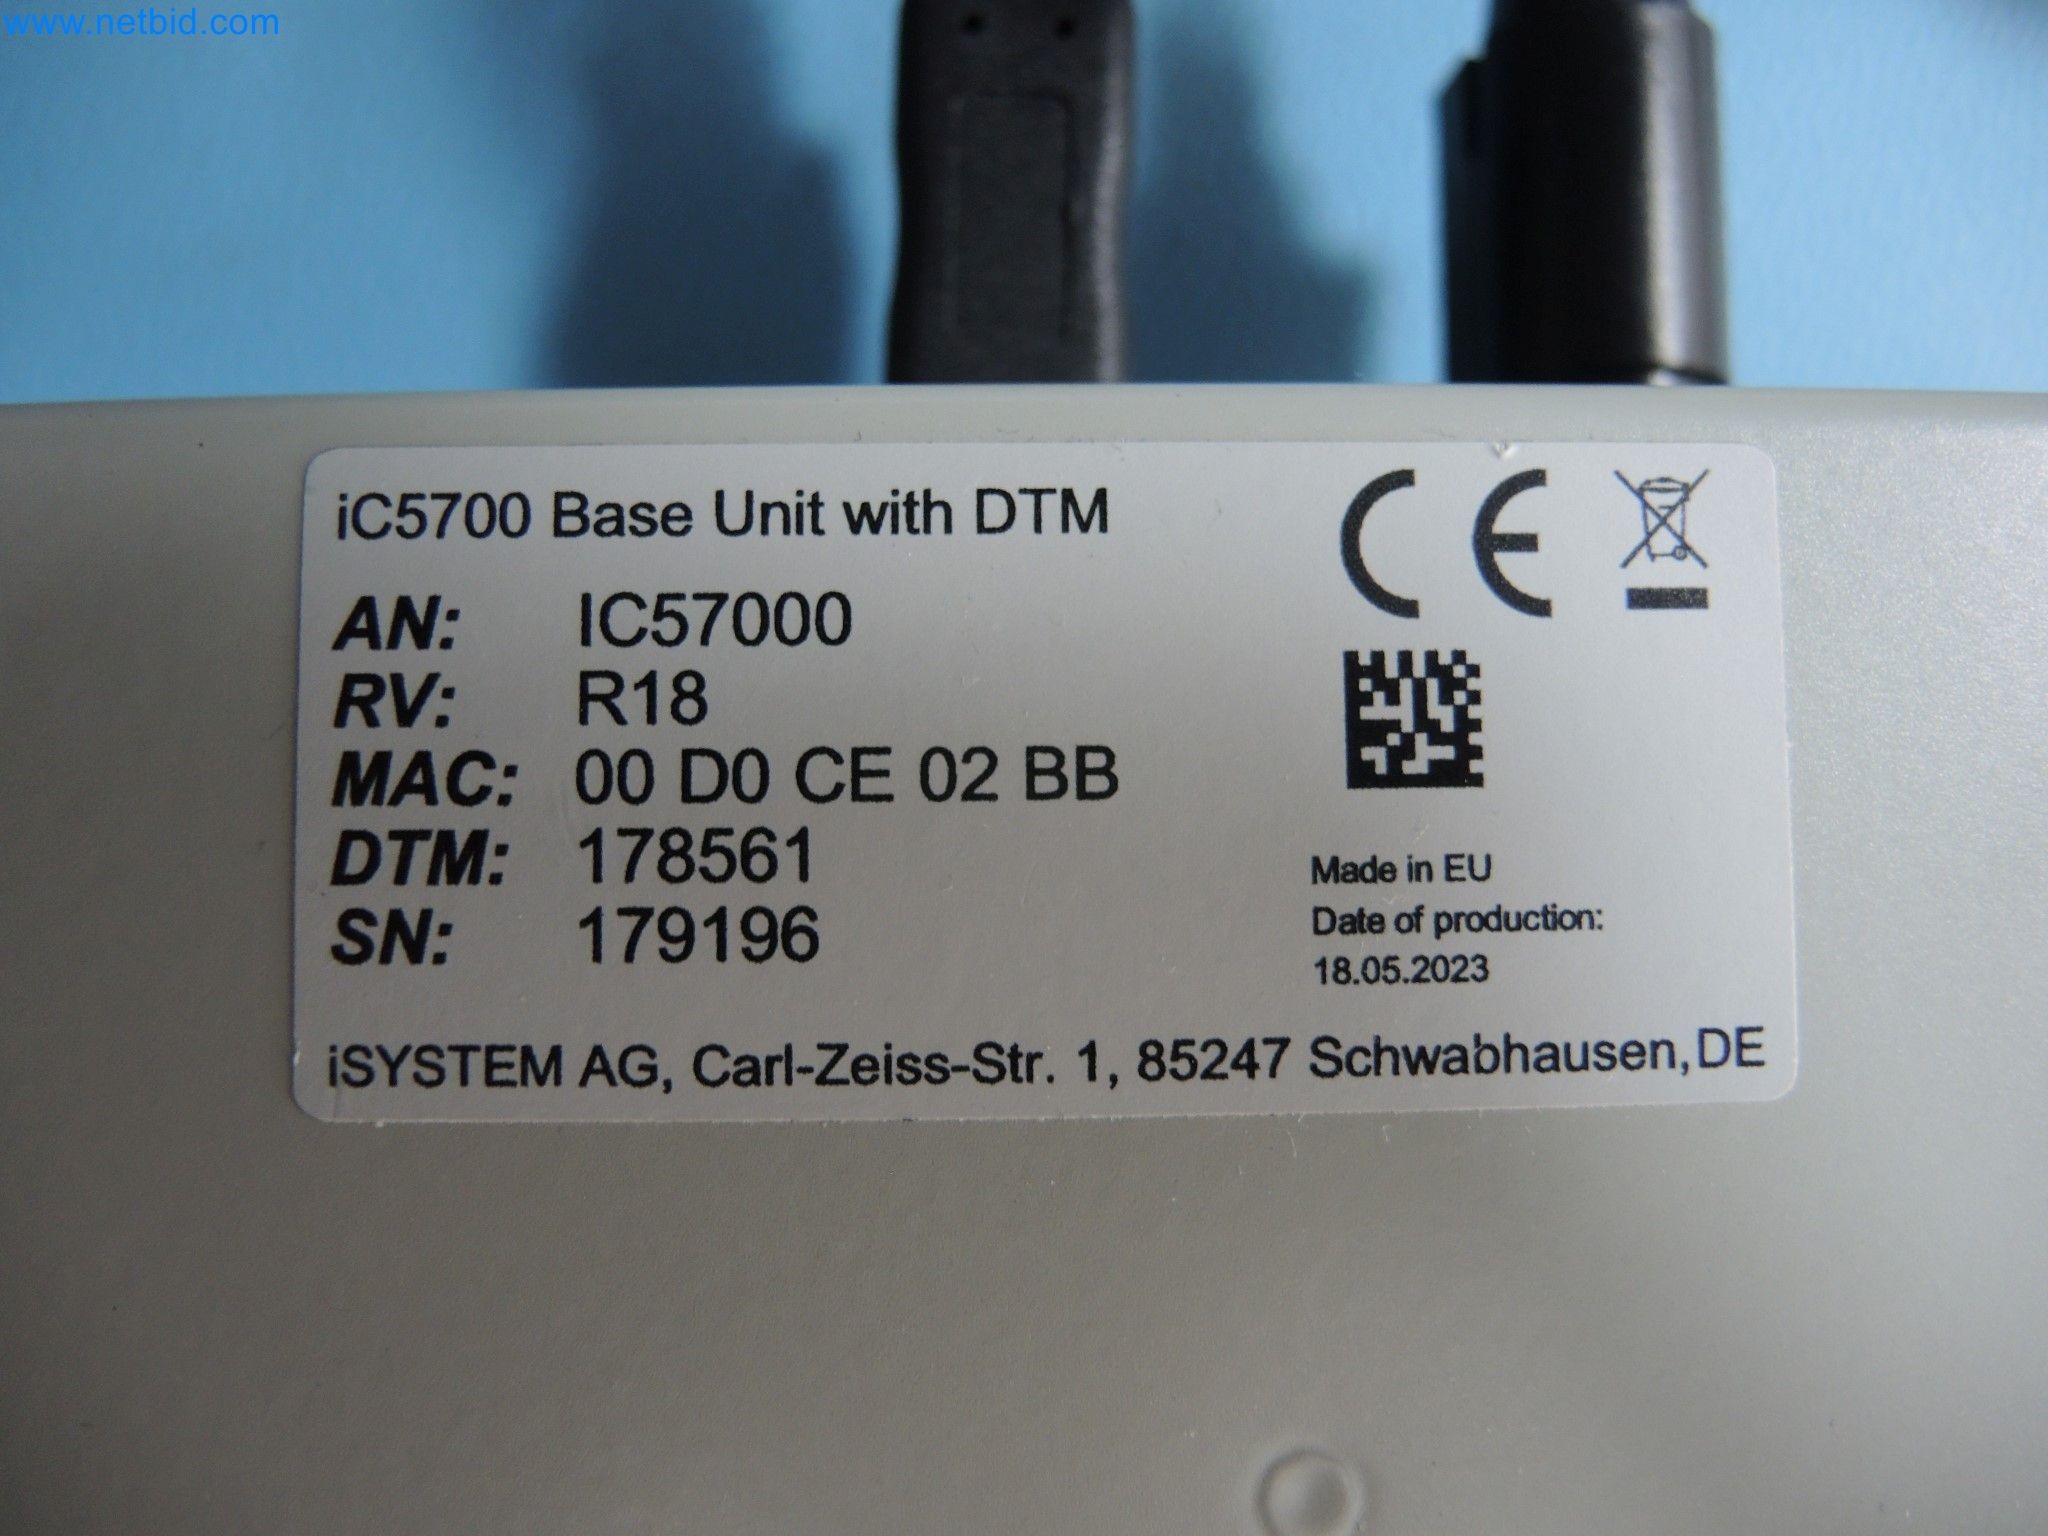 www.netbid.com
iC5700 Base Unit with DTM
AN: IC57000
RV: R18
MAC: 00 D0 CE 02 BB
DTM: 178561
SN: 179196
CE
Made in EU
Date of production:
18.05.2023
iSYSTEM AG, Carl-Zeiss-Str. 1, 85247 Schwabhausen, DE